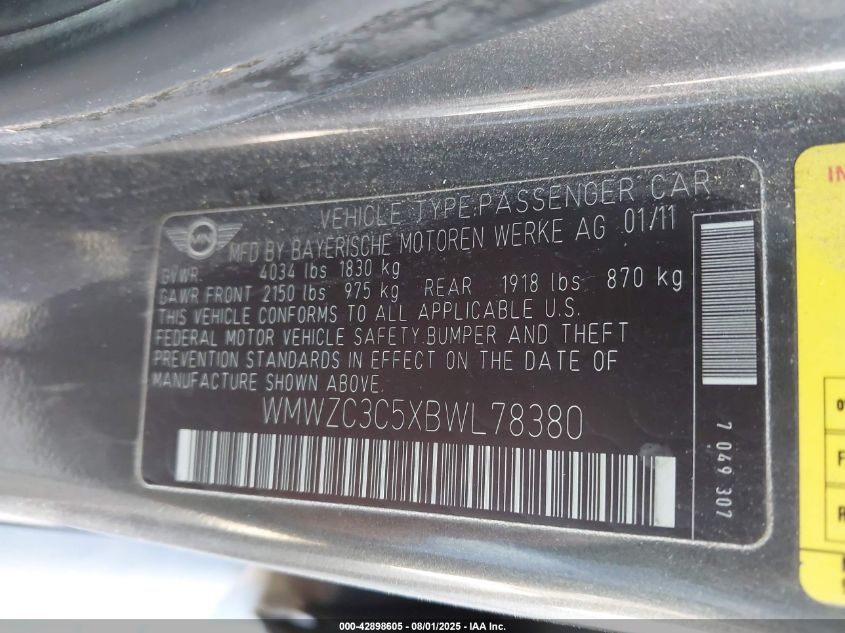 VEHICLE TYPE:PASSENGER CAR
MINI
MFD BY BAYERISCHE MOTOREN WERKE AG 01/11
GVWR 4034 lbs 1830 kg
GAWR FRONT 2150 lbs 975 kg REAR 1918 lbs 870 kg
THIS VEHICLE CONFORMS TO ALL APPLICABLE U.S.
FEDERAL MOTOR VEHICLE SAFETY.BUMPER AND THEFT
PREVENTION STANDARDS IN EFFECT ON THE DATE OF
MANUFACTURE SHOWN ABOVE.
WMWZC3C5XBWL78380
7 049 307
000-42898605 - 08/01/2025 - IAA Inc.